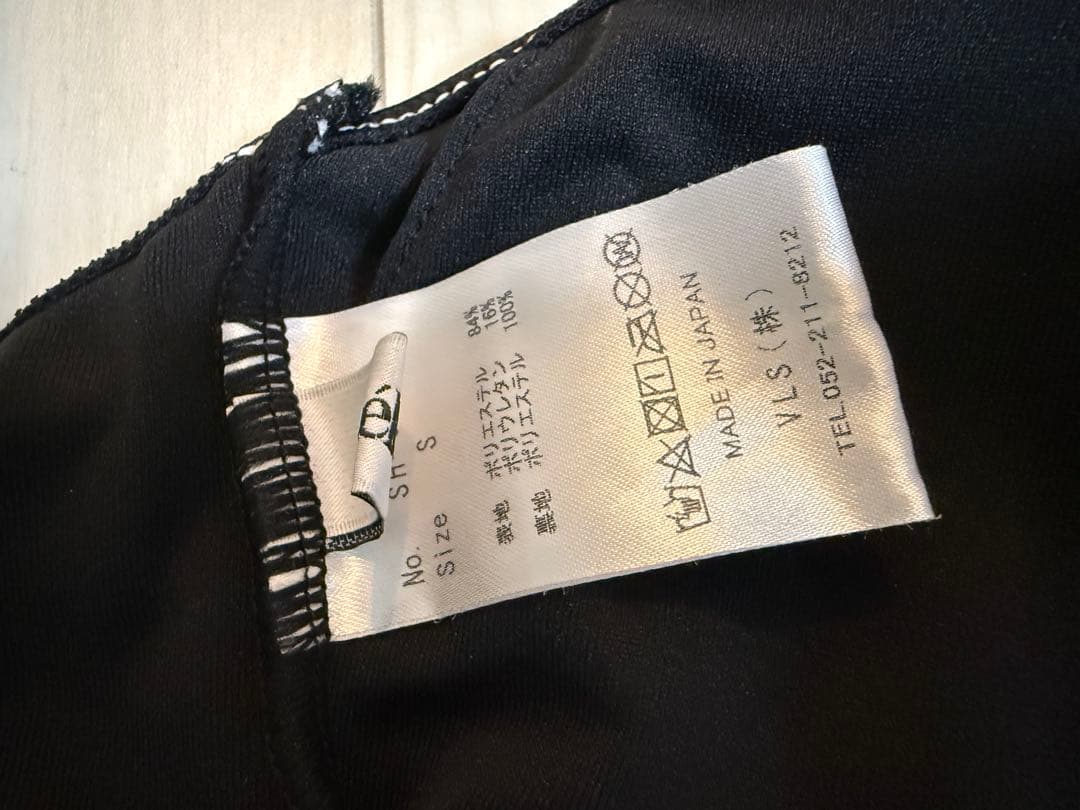 No. SH
Size S
表地 ポリエステル 84%
ポリウレタン 16%
裏地 ポリエステル 100%
MADE IN JAPAN
VLS(株)
TEL.052-211-8212